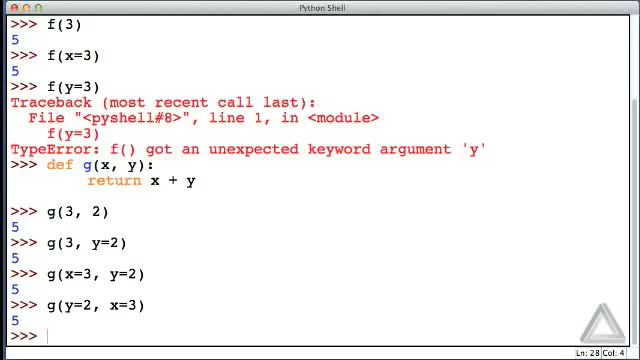 Python Shell
>>> f(3)
5
>>> f(x=3)
5
>>> f(y=3)
Traceback (most recent call last):
  File "<pyshell#8>", line 1, in <module>
    f(y=3)
TypeError: f() got an unexpected keyword argument 'y'
>>> def g(x, y):
        return x + y
>>> g(3, 2)
5
>>> g(3, y=2)
5
>>> g(x=3, y=2)
5
>>> g(y=2, x=3)
5
>>>
Ln: 28 Col: 4